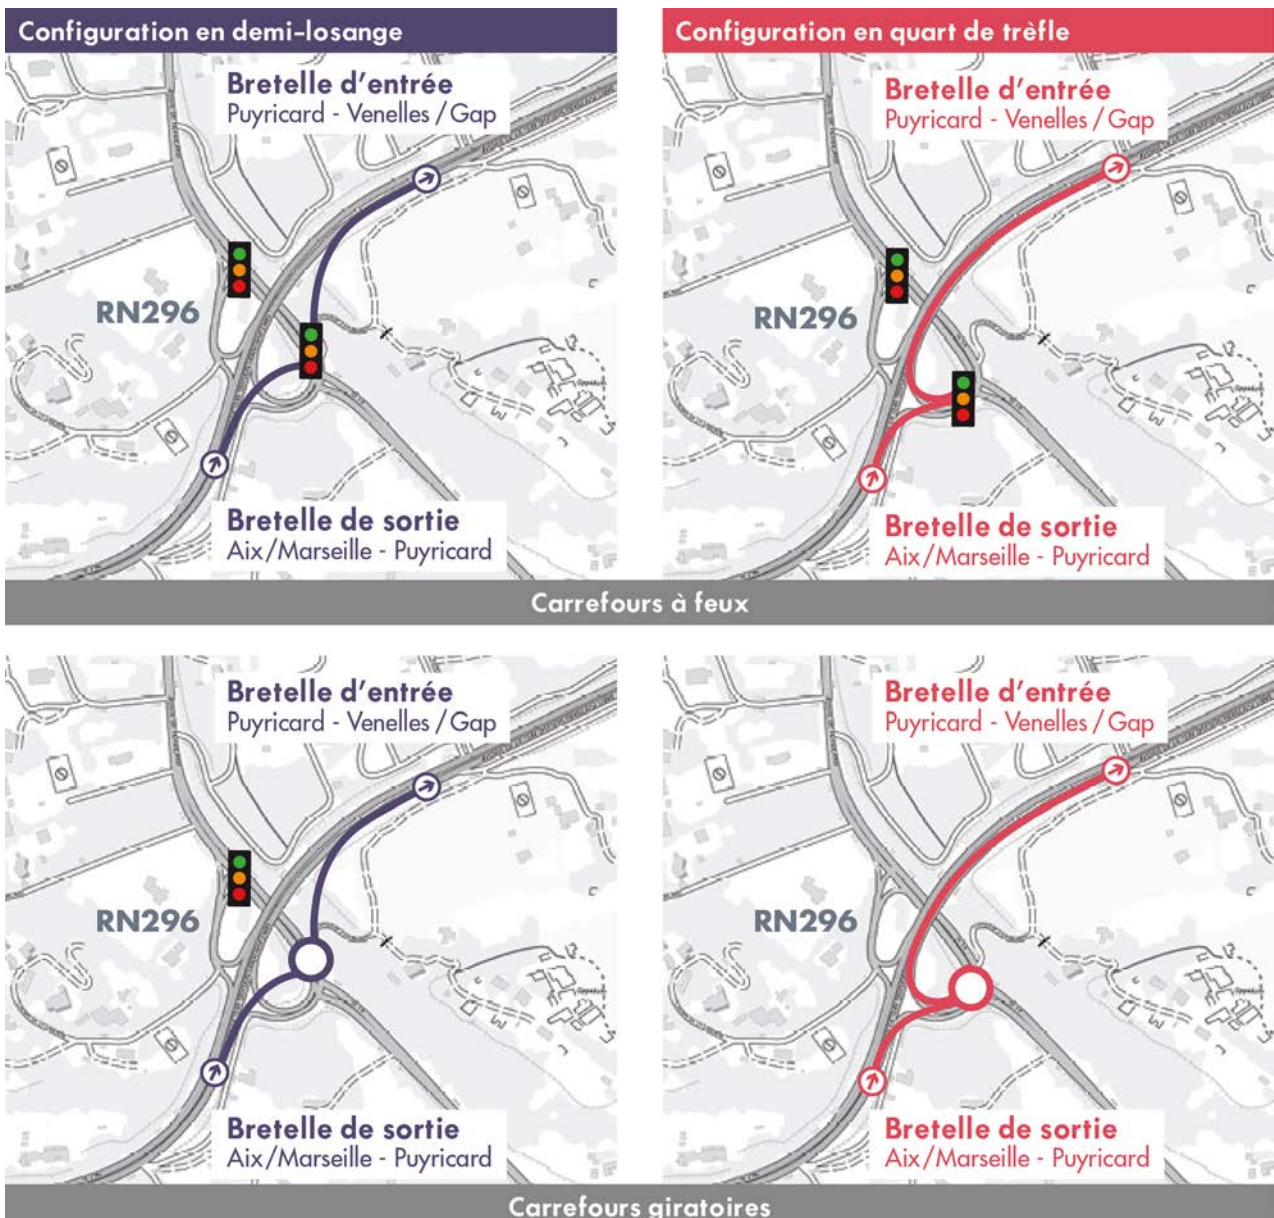 Configuration en demi-losange
Configuration en quart de trèfle
Bretelle d'entrée
Puyricard - Venelles / Gap
RN296
Bretelle de sortie
Aix/Marseille - Puyricard
Bretelle d'entrée
Puyricard - Venelles / Gap
RN296
Bretelle de sortie
Aix/Marseille - Puyricard
Carrefours à feux
Bretelle d'entrée
Puyricard - Venelles / Gap
RN296
Bretelle de sortie
Aix/Marseille - Puyricard
Bretelle d'entrée
Puyricard - Venelles / Gap
RN296
Bretelle de sortie
Aix/Marseille - Puyricard
Carrefours giratoires